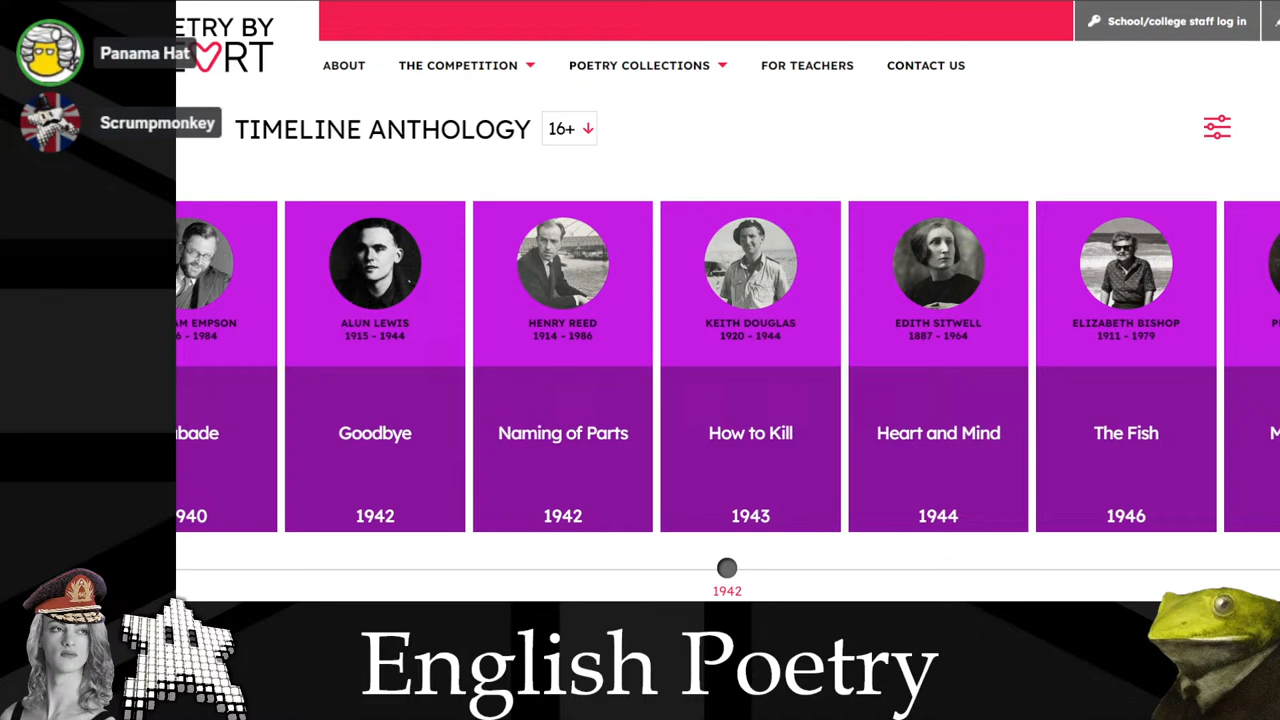 ETRY BY
RT
School/college staff log in
ABOUT
THE COMPETITION
POETRY COLLECTIONS
FOR TEACHERS
CONTACT US
Panama Hat
Scrumpmonkey
TIMELINE ANTHOLOGY
16+
AM EMPSON
6 - 1984
bade
940
ALUN LEWIS
1915 - 1944
Goodbye
1942
HENRY REED
1914 - 1986
Naming of Parts
1942
KEITH DOUGLAS
1920 - 1944
How to Kill
1943
EDITH SITWELL
1887 - 1964
Heart and Mind
1944
ELIZABETH BISHOP
1911 - 1979
The Fish
1946
1942
English Poetry